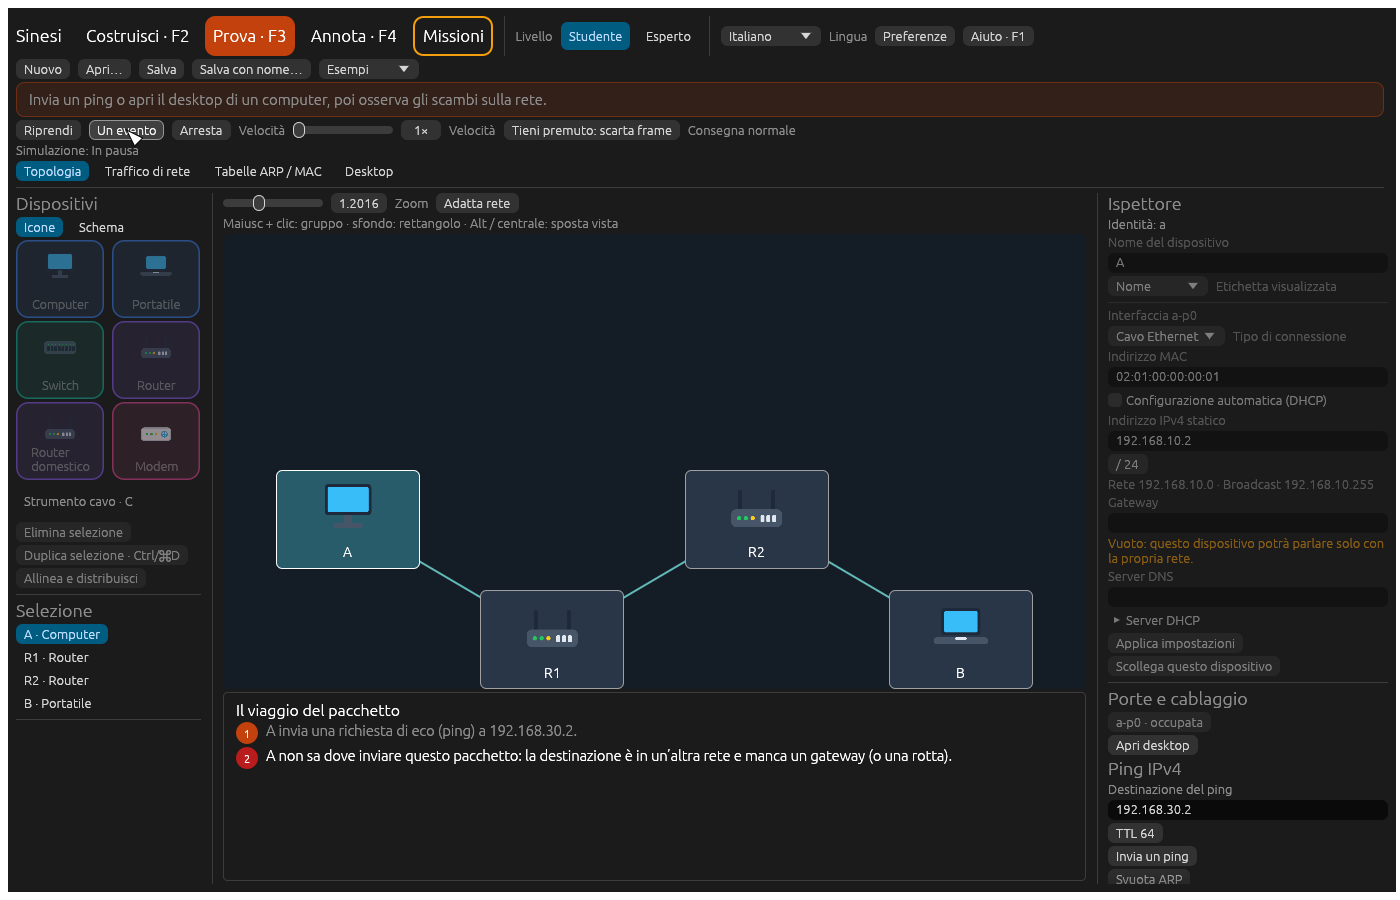 Sinesi
Costruisci · F2
Prova · F3
Annota · F4
Missioni
Livello
Studente
Esperto
Italiano
Lingua
Preferenze
Aiuto · F1
Nuovo
Apri…
Salva
Salva con nome…
Esempi
Invia un ping o apri il desktop di un computer, poi osserva gli scambi sulla rete.
Riprendi
Un evento
Arresta
Velocità
1×
Velocità
Tieni premuto: scarta frame
Consegna normale
Simulazione: In pausa
Topologia
Traffico di rete
Tabelle ARP / MAC
Desktop
Dispositivi
Icone
Schema
Computer
Portatile
Switch
Router
Router
domestico
Modem
Strumento cavo · C
Elimina selezione
Duplica selezione · Ctrl/⌘D
Allinea e distribuisci
Selezione
A · Computer
R1 · Router
R2 · Router
B · Portatile
1.2016
Zoom
Adatta rete
Maiusc + clic: gruppo · sfondo: rettangolo · Alt / centrale: sposta vista
A
R2
R1
B
Il viaggio del pacchetto
1 A invia una richiesta di eco (ping) a 192.168.30.2.
2 A non sa dove inviare questo pacchetto: la destinazione è in un’altra rete e manca un gateway (o una rotta).
Ispettore
Identità: a
Nome del dispositivo
A
Nome
Etichetta visualizzata
Interfaccia a-p0
Cavo Ethernet
Tipo di connessione
Indirizzo MAC
02:01:00:00:00:01
Configurazione automatica (DHCP)
Indirizzo IPv4 statico
192.168.10.2
/ 24
Rete 192.168.10.0 · Broadcast 192.168.10.255
Gateway
Vuoto: questo dispositivo potrà parlare solo con
la propria rete.
Server DNS
Server DHCP
Applica impostazioni
Scollega questo dispositivo
Porte e cablaggio
a-p0 · occupata
Apri desktop
Ping IPv4
Destinazione del ping
192.168.30.2
TTL 64
Invia un ping
Svuota ARP